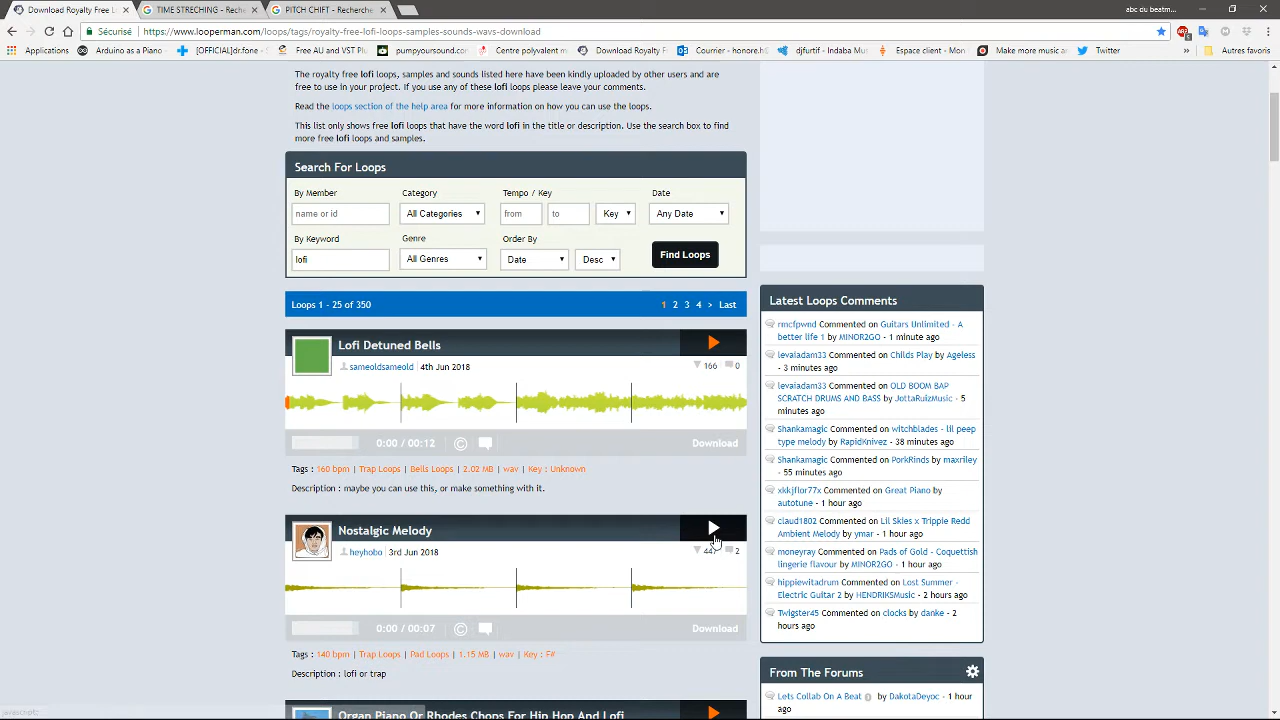 Download Royalty Free L
TIME STRECHING - Reche
PITCH CHIFT - Recherche
abc du beatm...
Sécurisé
https://www.looperman.com/loops/tags/royalty-free-lofi-loops-samples-sounds-wavs-download
Applications
Arduino as a Piano
[OFFICIAL]dr.fone
Free AU and VST Plu
pumpyourso
Download Royalty F
djfurtif - Indaba Mus
Espace client - Mon
Make more music
Twitter
»
Autres favoris
The royalty free lofi loops, samples and sounds listed here have been kindly uploaded by other users and are
free to use in your project. If you use any of these lofi loops please leave your comments.
Read the loops section of the help area for more information on how you can use the loops.
This list only shows free lofi loops that have the word lofi in the title or description. Use the search box to find
more free lofi loops and samples.
Search For Loops
By Member
Category
Tempo / Key
Date
name or id
All Categories
from
to
Key
Any Date
By Keyword
Genre
Order By
lofi
All Genres
Date
Desc
Find Loops
Loops 1 - 25 of 350
1 2 3 4 > Last
Lofi Detuned Bells
sameoldsameold | 4th Jun 2018
166
0
0:00 / 00:12
©
Download
Tags : 160 bpm | Trap Loops | Bells Loops | 2.02 MB | wav | Key : Unknown
Description : maybe you can use this, or make something with it.
Nostalgic Melody
heyhobo | 3rd Jun 2018
447
2
0:00 / 00:07
©
Download
Tags : 140 bpm | Trap Loops | Pad Loops | 1.15 MB | wav | Key : F#
Description : lofi or trap
Organ Piano Or Rhodes Chops For Hip Hop And Lofi
Latest Loops Comments
rmcfpwnd Commented on Guitars Unlimited - A
better life 1 by MINOR2GO - 1 minute ago
levaiadam33 Commented on Childs Play by Ageless
- 3 minutes ago
levaiadam33 Commented on OLD BOOM BAP
SCRATCH DRUMS AND BASS by JottaRuizMusic - 5
minutes ago
Shankamagic Commented on witchblades - lil peep
type melody by RapidKnivez - 38 minutes ago
Shankamagic Commented on PorkRinds by maxriley
- 55 minutes ago
xkkjflor77x Commented on Great Piano by
autotune - 1 hour ago
claud1802 Commented on Lil Skies x Trippie Redd
Ambient Melody by ymar - 1 hour ago
moneyray Commented on Pads of Gold - Coquettish
lingerie flavour by MINOR2GO - 1 hour ago
hippiewitadrum Commented on Lost Summer -
Electric Guitar 2 by HENDRIKSMusic - 2 hours ago
Twigster45 Commented on clocks by danke - 2
hours ago
From The Forums
Lets Collab On A Beat by DakotaDeyoc - 1 hour
ago